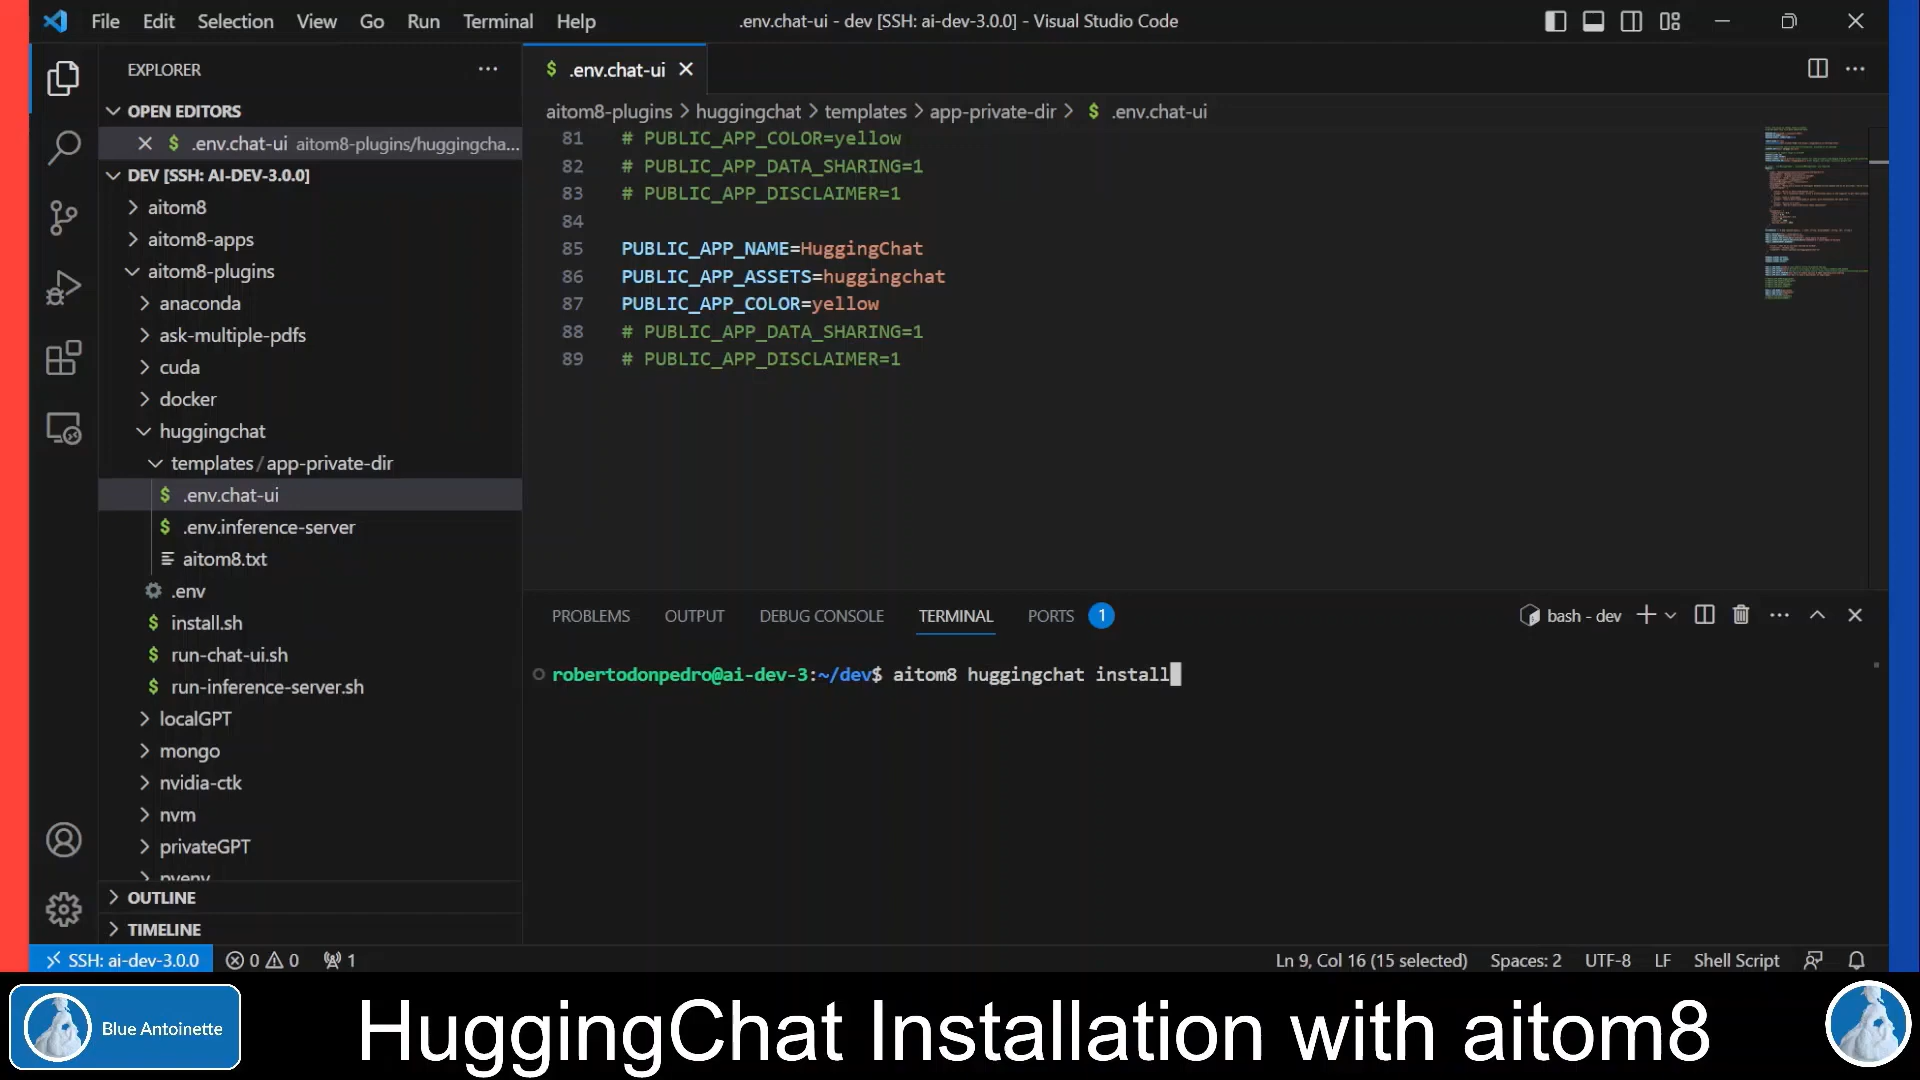 File Edit Selection View Go Run Terminal Help
.env.chat-ui - dev [SSH: ai-dev-3.0.0] - Visual Studio Code
EXPLORER
OPEN EDITORS
$ .env.chat-ui aitom8-plugins/huggingcha...
DEV [SSH: AI-DEV-3.0.0]
aitom8
aitom8-apps
aitom8-plugins
anaconda
ask-multiple-pdfs
cuda
docker
huggingchat
templates/app-private-dir
$ .env.chat-ui
$ .env.inference-server
aitom8.txt
.env
$ install.sh
$ run-chat-ui.sh
$ run-inference-server.sh
localGPT
mongo
nvidia-ctk
nvm
privateGPT
pyenv
OUTLINE
TIMELINE
$ .env.chat-ui
aitom8-plugins > huggingchat > templates > app-private-dir > $ .env.chat-ui
81 # PUBLIC_APP_COLOR=yellow
82 # PUBLIC_APP_DATA_SHARING=1
83 # PUBLIC_APP_DISCLAIMER=1
84
85 PUBLIC_APP_NAME=HuggingChat
86 PUBLIC_APP_ASSETS=huggingchat
87 PUBLIC_APP_COLOR=yellow
88 # PUBLIC_APP_DATA_SHARING=1
89 # PUBLIC_APP_DISCLAIMER=1
PROBLEMS OUTPUT DEBUG CONSOLE TERMINAL PORTS 1
bash - dev
robertodonpedro@ai-dev-3:~/dev$ aitom8 huggingchat install
SSH: ai-dev-3.0.0 0 0 1
Ln 9, Col 16 (15 selected) Spaces: 2 UTF-8 LF Shell Script
Blue Antoinette
HuggingChat Installation with aitom8